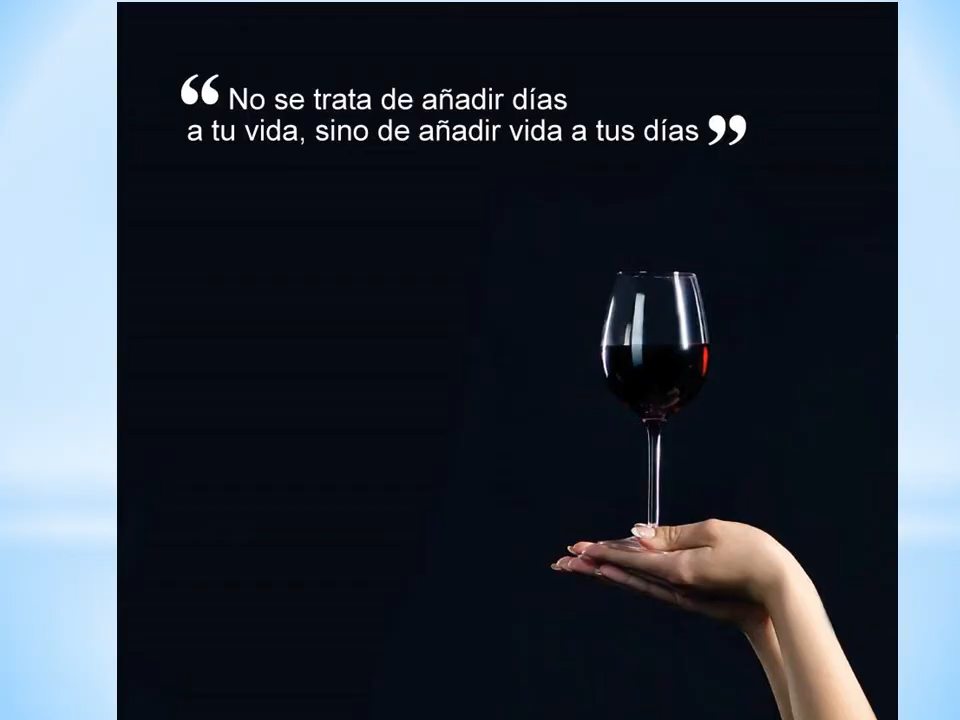 “No se trata de añadir días
a tu vida, sino de añadir vida a tus días”